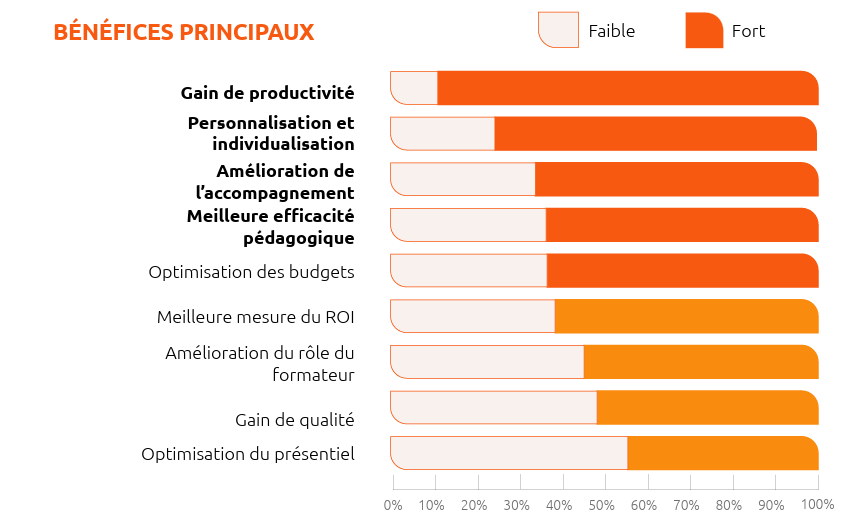 BÉNÉFICES PRINCIPAUX
Faible
Fort
Gain de productivité
Personnalisation et
individualisation
Amélioration de
l’accompagnement
Meilleure efficacité
pédagogique
Optimisation des budgets
Meilleure mesure du ROI
Amélioration du rôle du
formateur
Gain de qualité
Optimisation du présentiel
0% 10% 20% 30% 40% 50% 60% 70% 80% 90% 100%